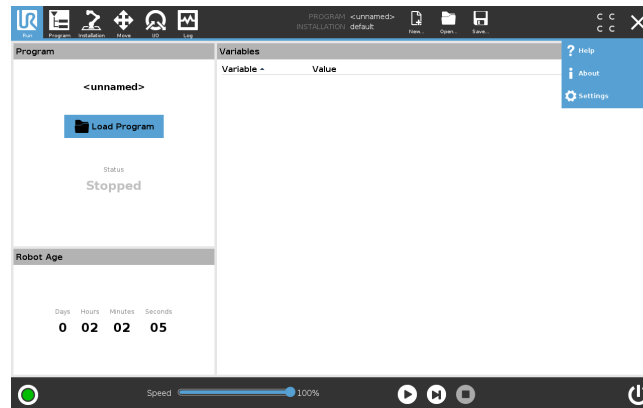 UR
Run
Program
Installation
Move
I/O
Log
PROGRAM <unnamed>
INSTALLATION default
New...
Open...
Save...
C C
C C
Program
<unnamed>
Load Program
Status
Stopped
Robot Age
Days Hours Minutes Seconds
0 02 02 05
Variables
Variable Value
Help
About
Settings
Speed 100%